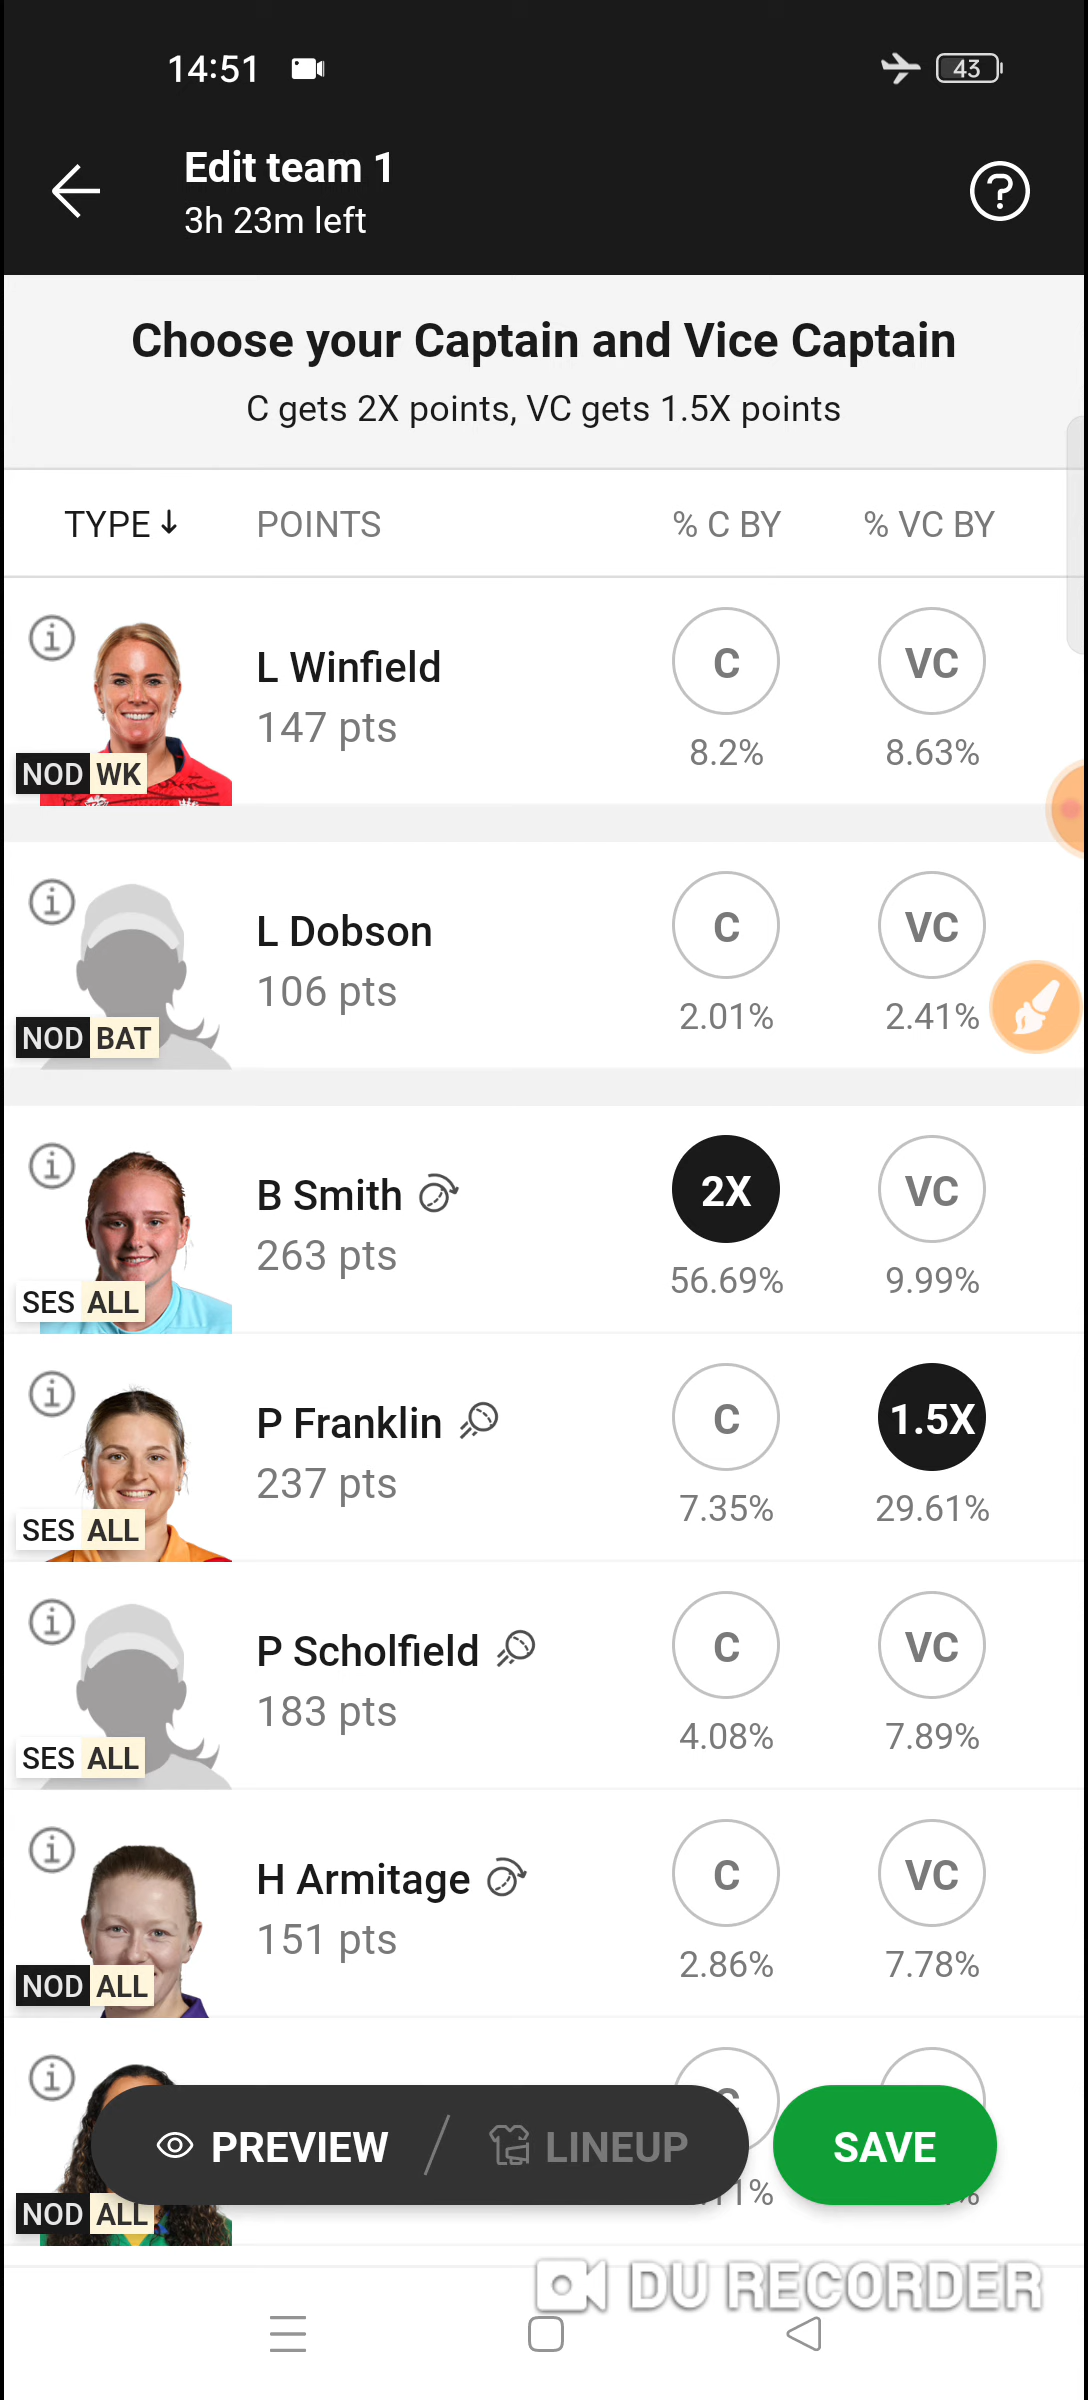 14:51
43
Edit team 1
3h 23m left
Choose your Captain and Vice Captain
C gets 2X points, VC gets 1.5X points
TYPE POINTS % C BY % VC BY
L Winfield
147 pts
C
VC
8.2%
8.63%
NOD WK
L Dobson
106 pts
C
VC
2.01%
2.41%
NOD BAT
B Smith
263 pts
2X
VC
56.69%
9.99%
SES ALL
P Franklin
237 pts
C
1.5X
7.35%
29.61%
SES ALL
P Scholfield
183 pts
C
VC
4.08%
7.89%
SES ALL
H Armitage
151 pts
C
VC
2.86%
7.78%
NOD ALL
PREVIEW
LINEUP
SAVE
NOD ALL
DU RECORDER